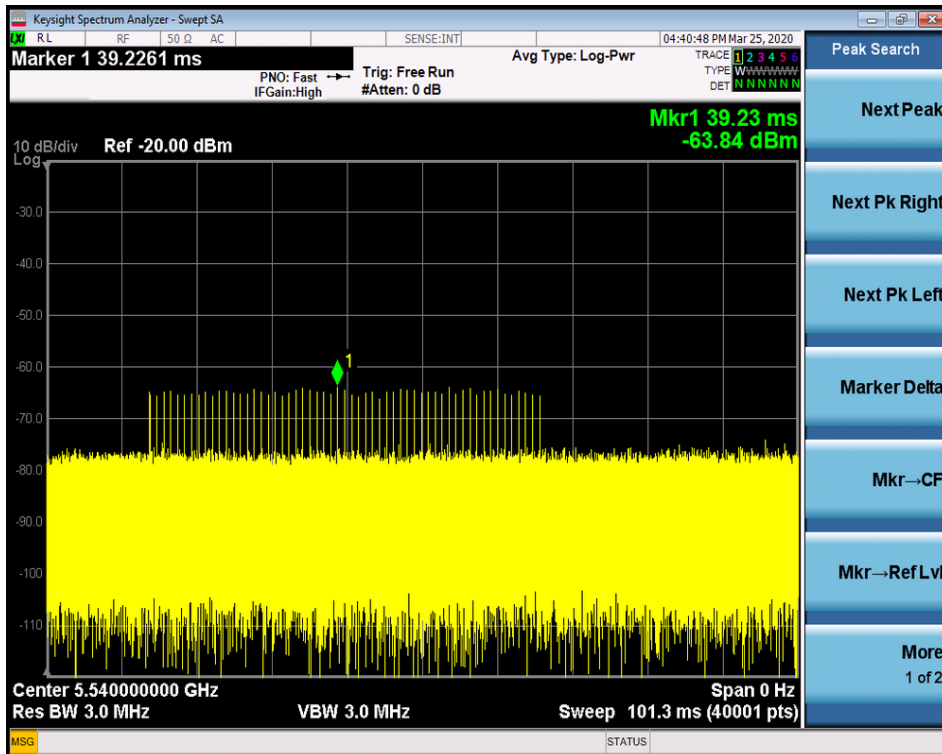 Keysight Spectrum Analyzer - Swept SA
LXI RL RF 50 Ω AC SENSE:INT 04:40:48 PM Mar 25, 2020
Marker 1 39.2261 ms
PNO: Fast
IFGain:High
Trig: Free Run
#Atten: 0 dB
Avg Type: Log-Pwr
TRACE 1 2 3 4 5 6
TYPE WWWWWW
DET N N N N N N
Mkr1 39.23 ms
-63.84 dBm
10 dB/div Ref -20.00 dBm
Log
-30.0
-40.0
-50.0
-60.0
1
-70.0
-80.0
-90.0
-100
-110
Center 5.540000000 GHz Span 0 Hz
Res BW 3.0 MHz VBW 3.0 MHz Sweep 101.3 ms (40001 pts)
MSG STATUS
Peak Search
Next Peak
Next Pk Right
Next Pk Left
Marker Delta
Mkr→CF
Mkr→Ref Lvl
More
1 of 2